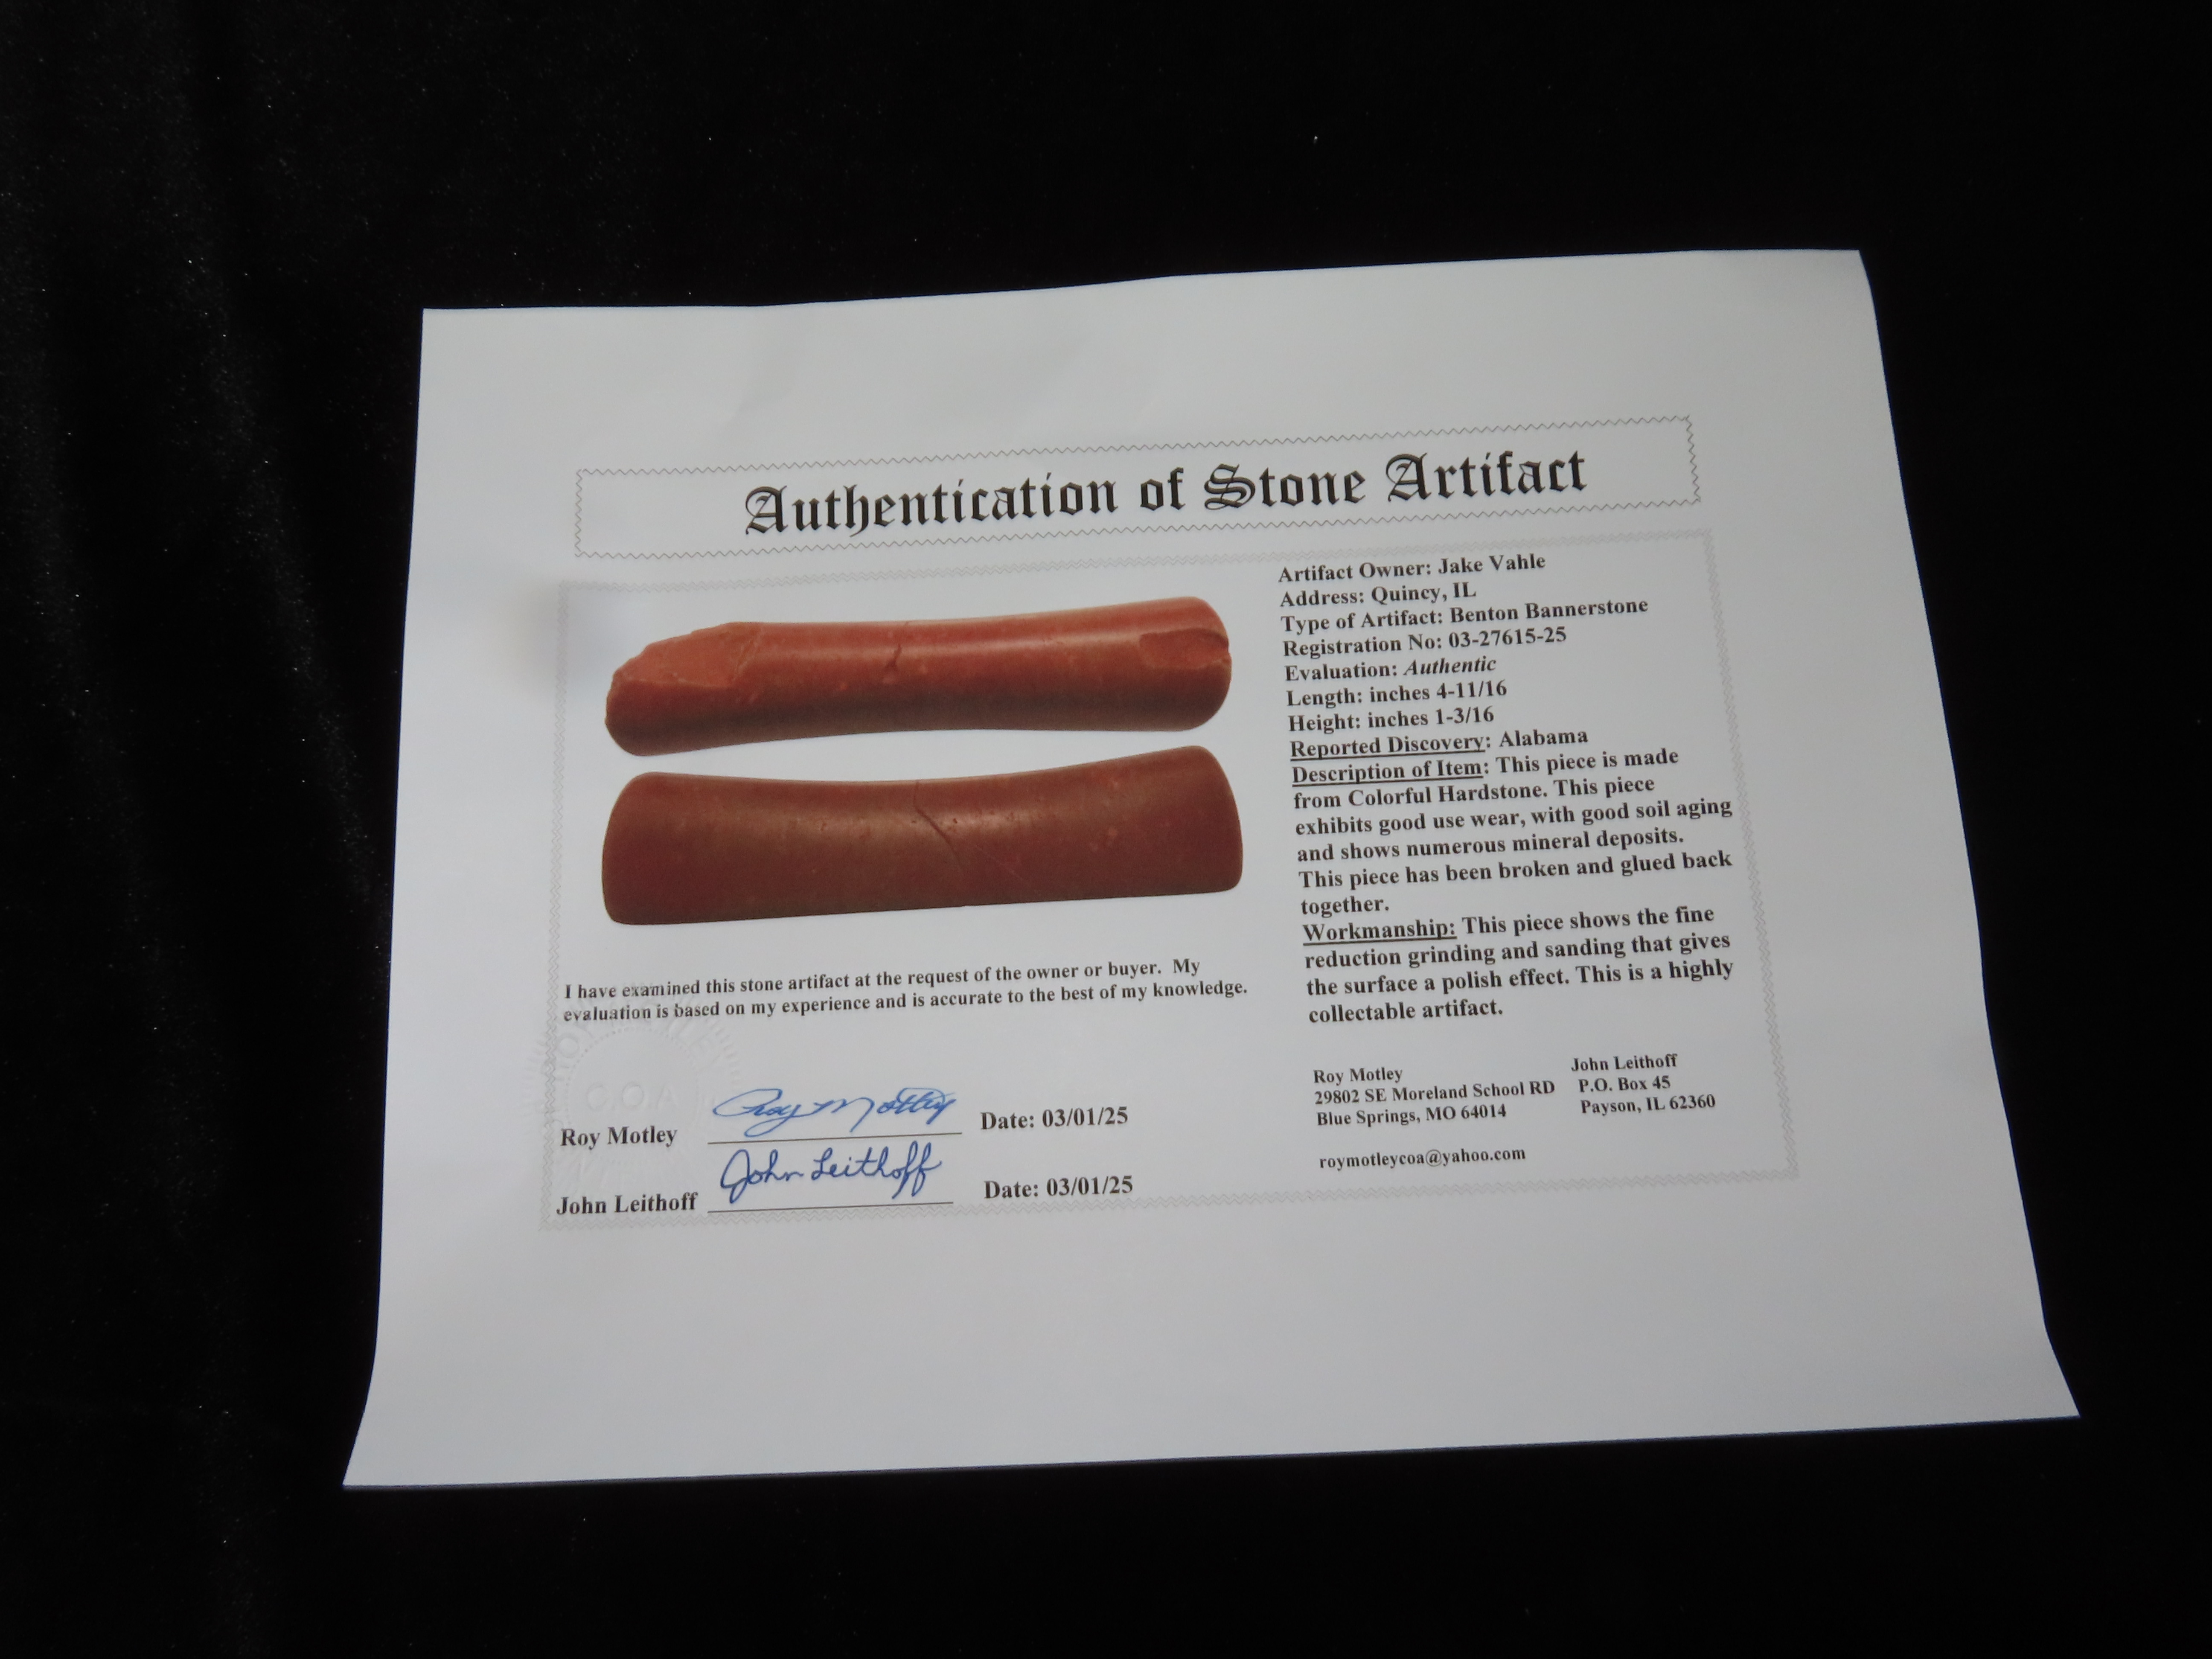 Authentication of Stone Artifact
Artifact Owner: Jake Vahle
Address: Quincy, IL
Type of Artifact: Benton Bannerstone
Registration No: 03-27615-25
Evaluation: Authentic
Length: inches 4-11/16
Height: inches 1-3/16
Reported Discovery: Alabama
Description of Item: This piece is made
from Colorful Hardstone. This piece
exhibits good use wear, with good soil aging
and shows numerous mineral deposits.
This piece has been broken and glued back
together.
Workmanship: This piece shows the fine
reduction grinding and sanding that gives
the surface a polish effect. This is a highly
collectable artifact.
I have examined this stone artifact at the request of the owner or buyer. My
evaluation is based on my experience and is accurate to the best of my knowledge.
C.O.A
Roy Motley Roy Motley Date: 03/01/25
John Leithoff John Leithoff Date: 03/01/25
Roy Motley
29802 SE Moreland School RD
Blue Springs, MO 64014
roymotleycoa@yahoo.com
John Leithoff
P.O. Box 45
Payson, IL 62360